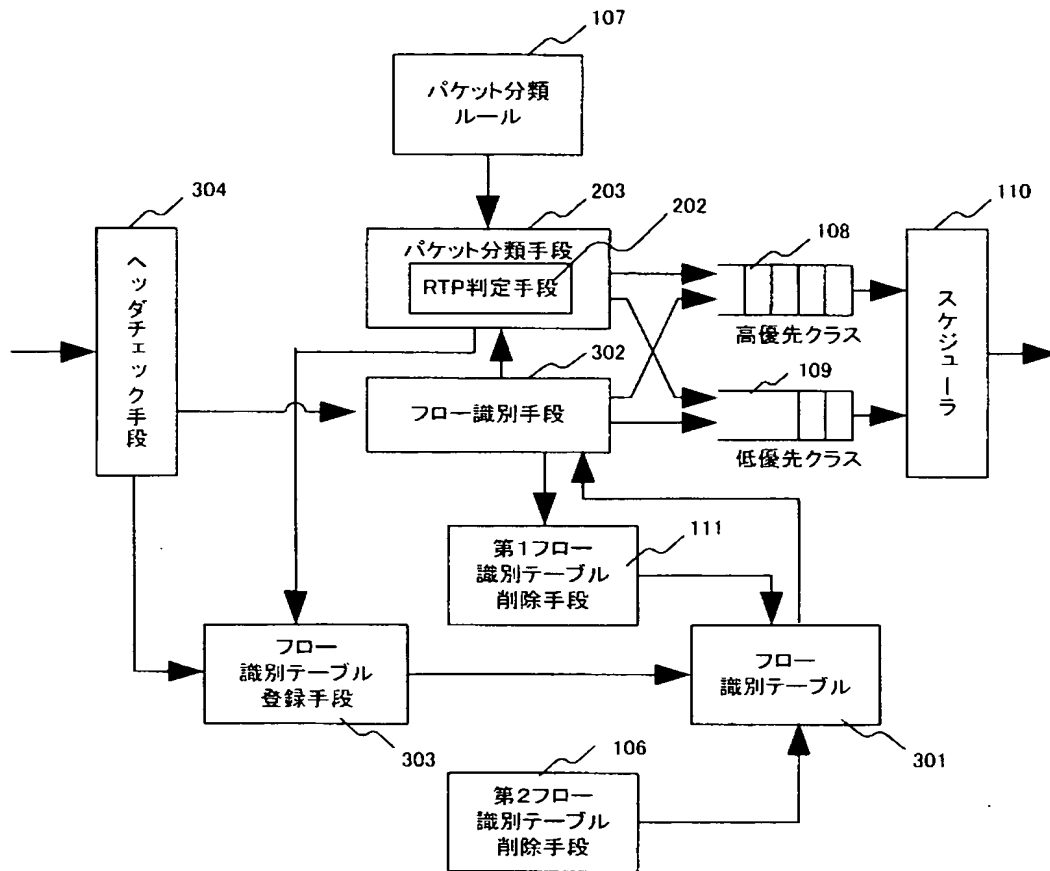 107
パケット分類
ルール
304
203
202
110
ヘッダチェック手段
パケット分類手段
RTP判定手段
108
高優先クラス
スケジューラ
302
フロー識別手段
109
低優先クラス
第1フロー
識別テーブル
削除手段
111
フロー
識別テーブル
登録手段
303
フロー
識別テーブル
301
106
第2フロー
識別テーブル
削除手段